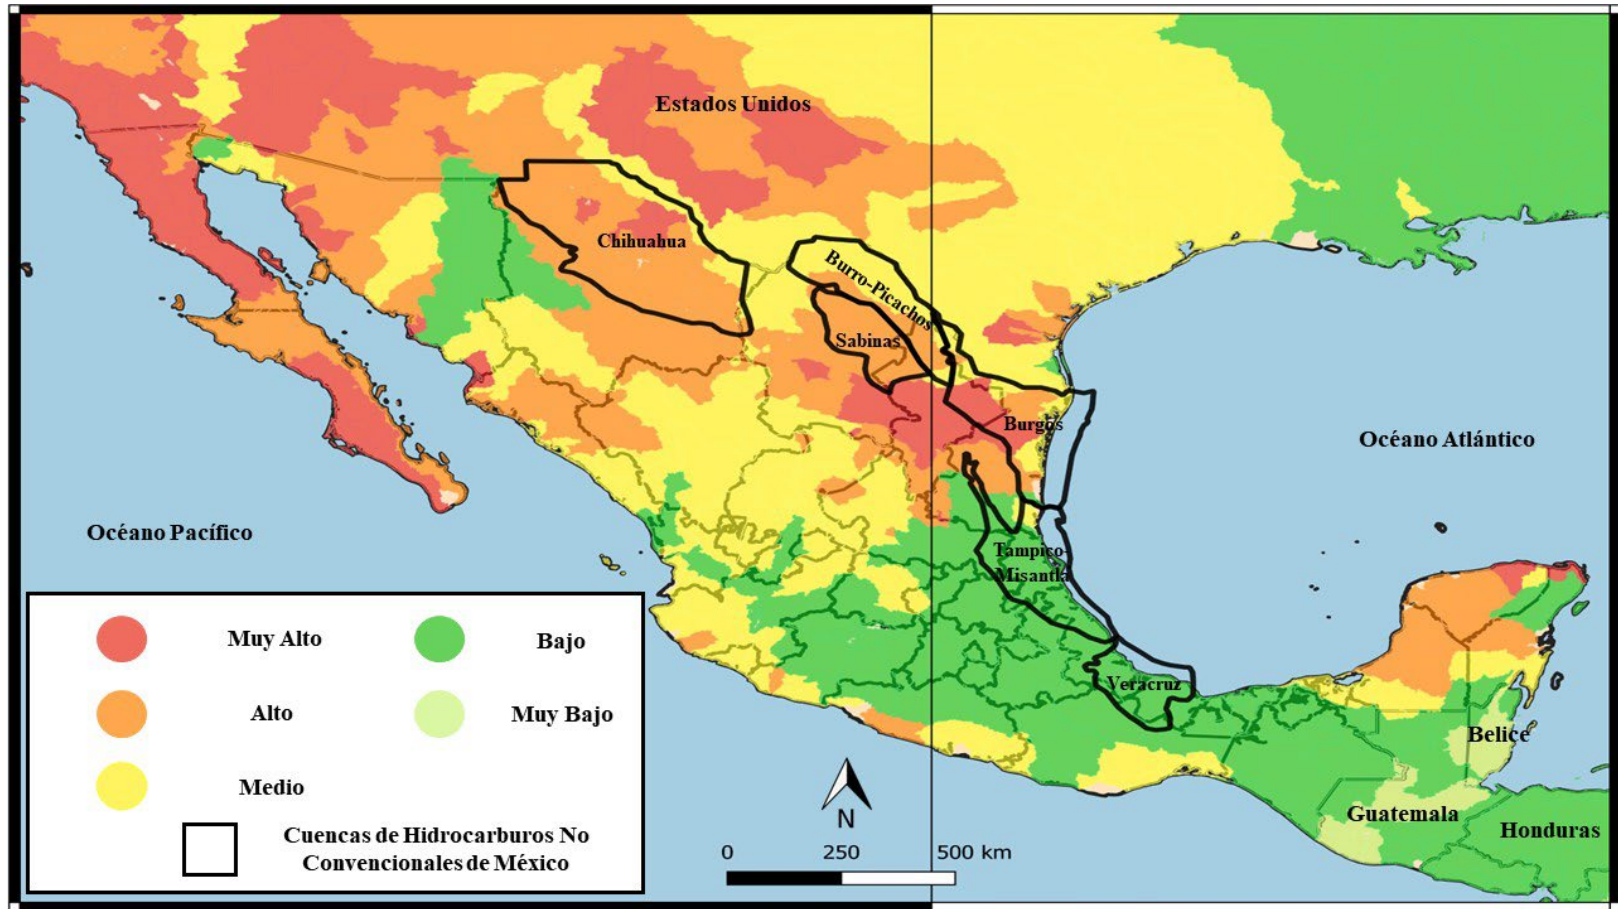 Estados Unidos
Chihuahua
Burro-Picachos
Sabinas
Burgos
Océano Atlántico
Océano Pacífico
Tampico-
Misantla
Veracruz
Belice
Guatemala
Honduras
Muy Alto
Bajo
Alto
Muy Bajo
Medio
Cuencas de Hidrocarburos No
Convencionales de México
N
0 250 500 km